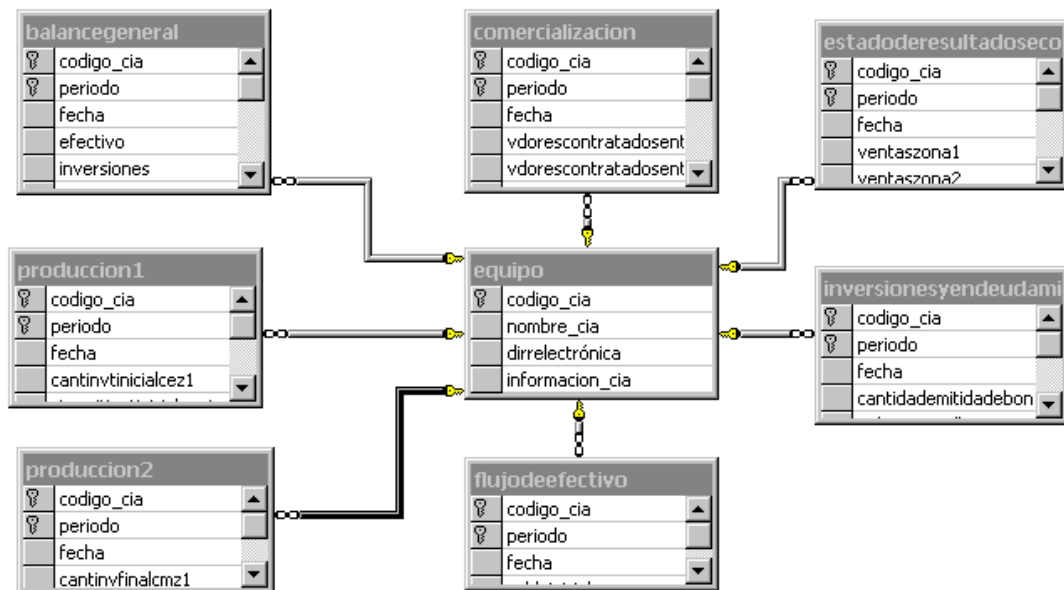 balancegeneral
codigo_cia
periodo
fecha
efectivo
inversiones
comercializacion
codigo_cia
periodo
fecha
vdorescontratadosent
vdorescontratadosent
estadoderesultadoseco
codigo_cia
periodo
fecha
ventaszona1
ventaszona2
produccion1
codigo_cia
periodo
fecha
cantinvtinicialcez1
equipo
codigo_cia
nombre_cia
dirrelectrónica
informacion_cia
inversionesyendeudami
codigo_cia
periodo
fecha
cantidademitidadebon
produccion2
codigo_cia
periodo
fecha
cantinvfinalcmz1
flujodeefectivo
codigo_cia
periodo
fecha